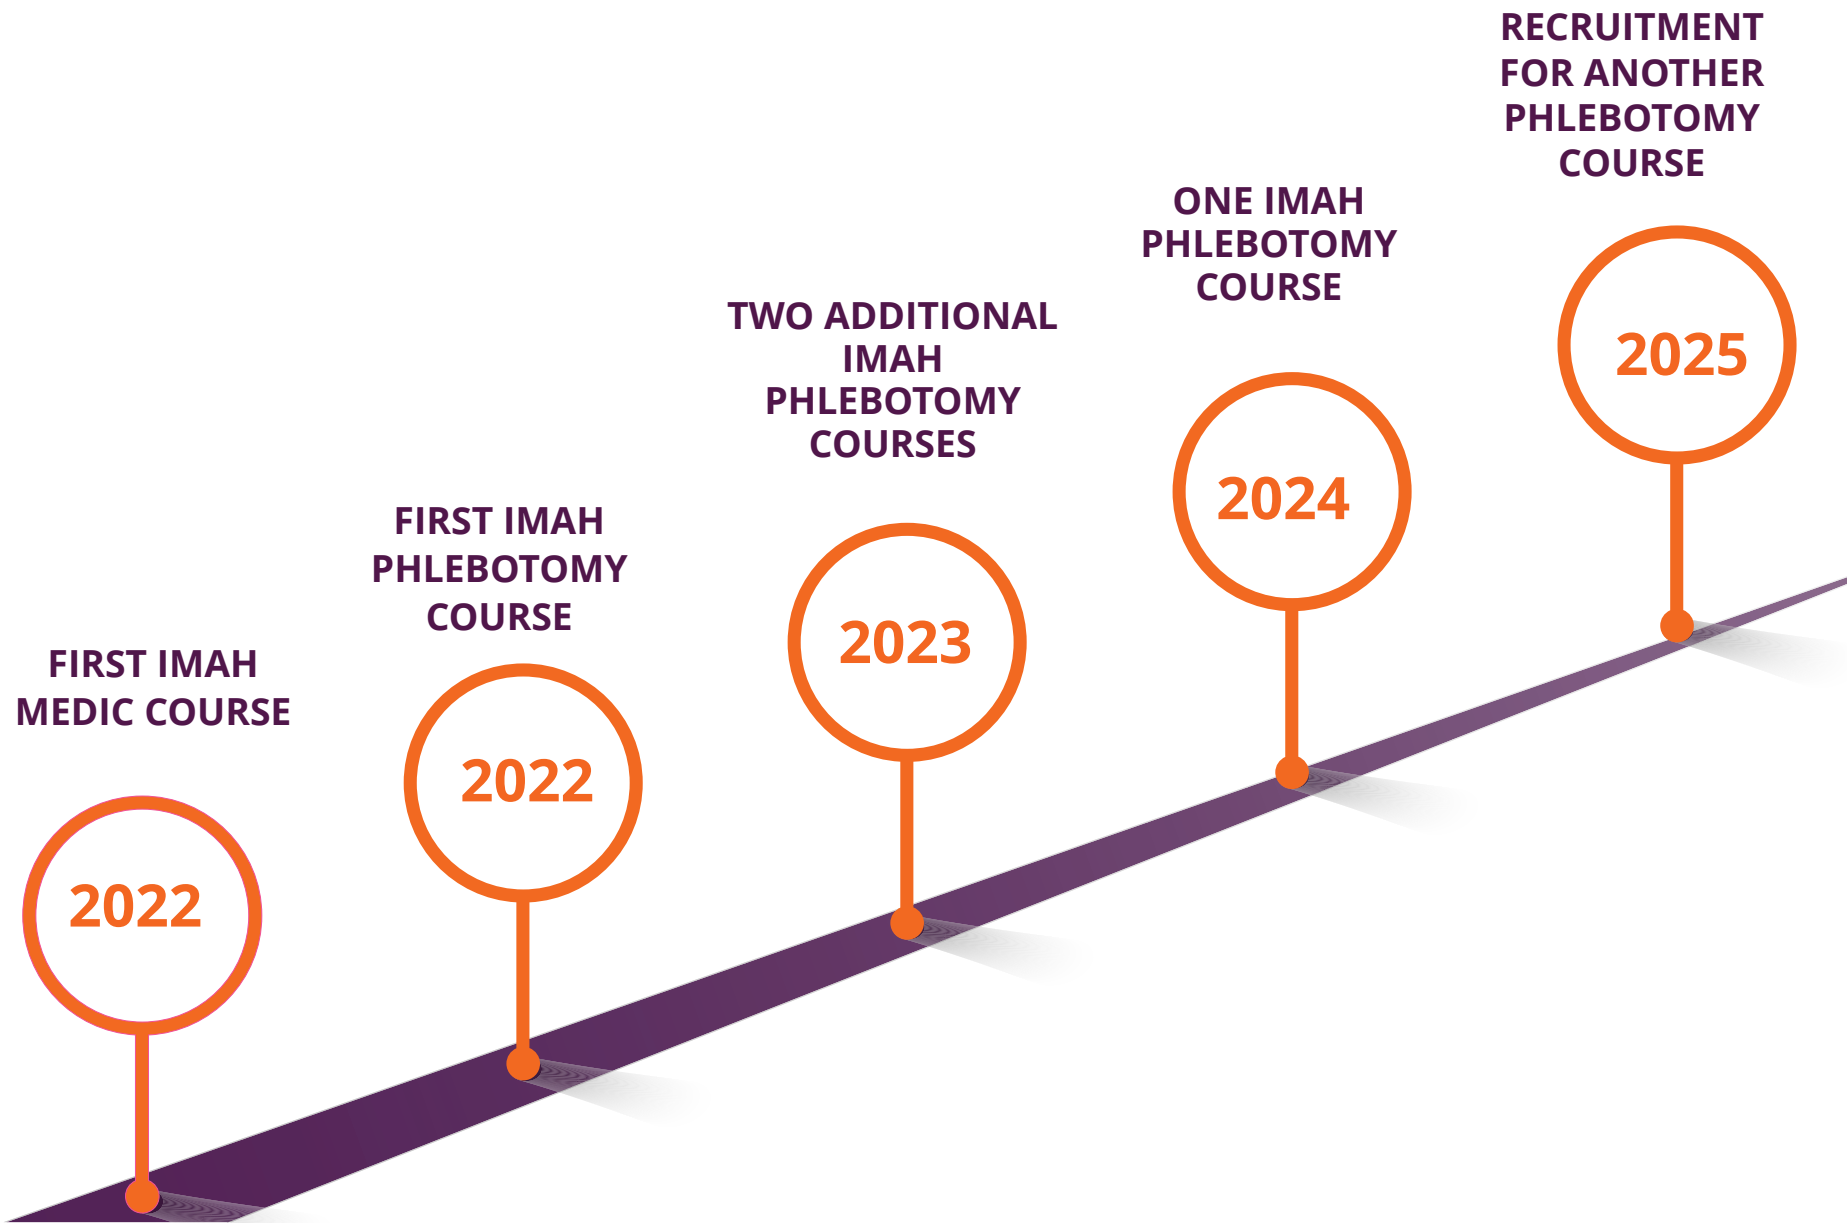 FIRST IMAH
MEDIC COURSE
2022
FIRST IMAH
PHLEBOTOMY
COURSE
2022
TWO ADDITIONAL
IMAH
PHLEBOTOMY
COURSES
2023
ONE IMAH
PHLEBOTOMY
COURSE
2024
RECRUITMENT
FOR ANOTHER
PHLEBOTOMY
COURSE
2025